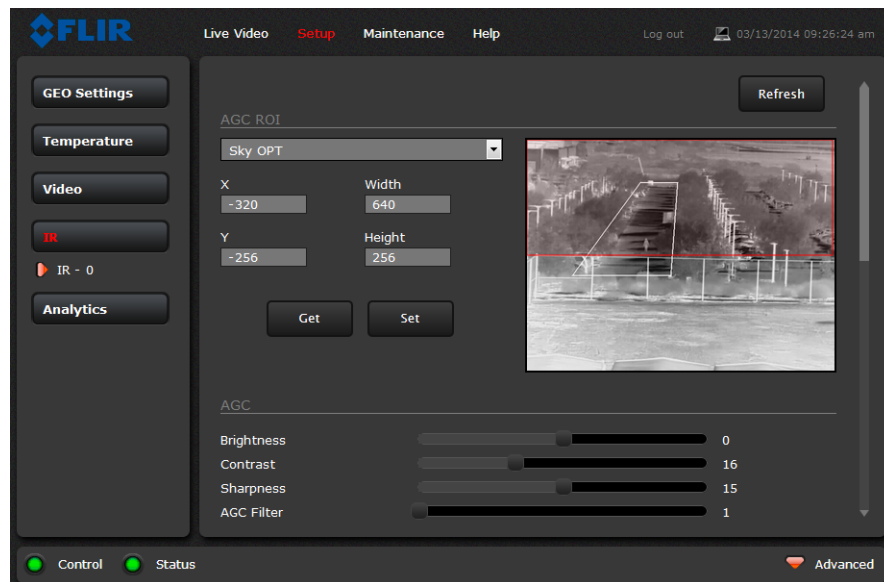 FLIR
Live Video Setup Maintenance Help Log out 03/13/2014 09:26:24 am
GEO Settings
Temperature
Video
IR
IR - 0
Analytics
Refresh
AGC ROI
Sky OPT
X Width
-320 640
Y Height
-256 256
Get Set
AGC
Brightness 0
Contrast 16
Sharpness 15
AGC Filter 1
Control Status Advanced